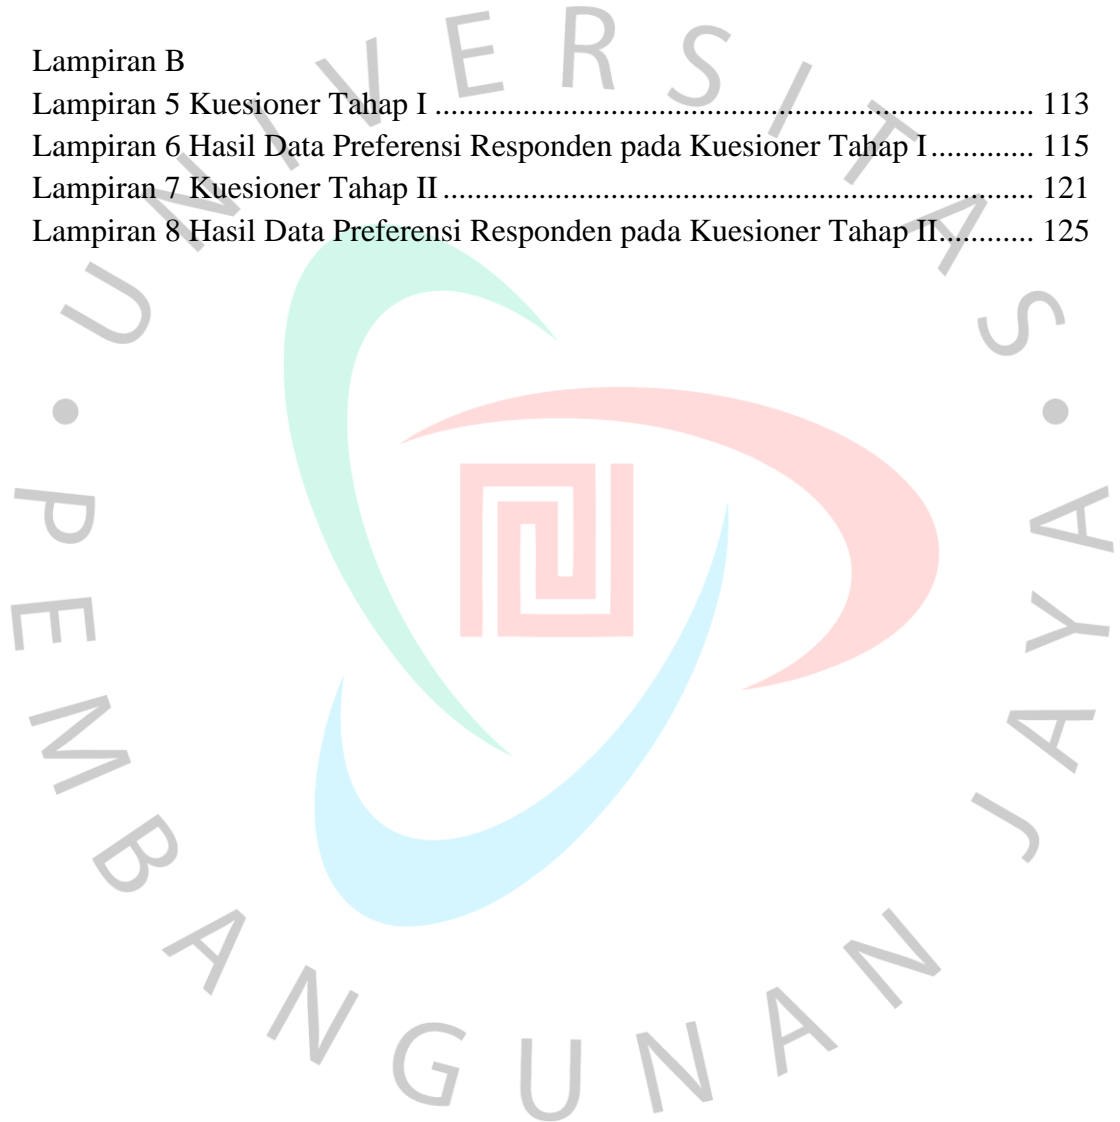 Lampiran B
Lampiran 5 Kuesioner Tahap I ........................................................................... 113
Lampiran 6 Hasil Data Preferensi Responden pada Kuesioner Tahap I ............. 115
Lampiran 7 Kuesioner Tahap II .......................................................................... 121
Lampiran 8 Hasil Data Preferensi Responden pada Kuesioner Tahap II............ 125
UNIVERSITAS • PEMBANGUNAN JAYA •